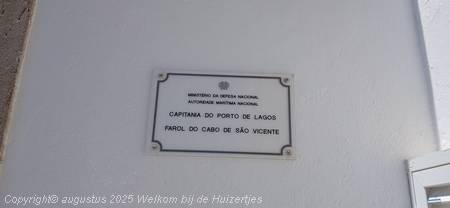 MINISTÉRIO DA DEFESA NACIONAL
AUTORIDADE MARÍTIMA NACIONAL
CAPITANIA DO PORTO DE LAGOS
FAROL DO CABO DE SÃO VICENTE
Copyright© augustus 2025 Welkom bij de Huizertjes